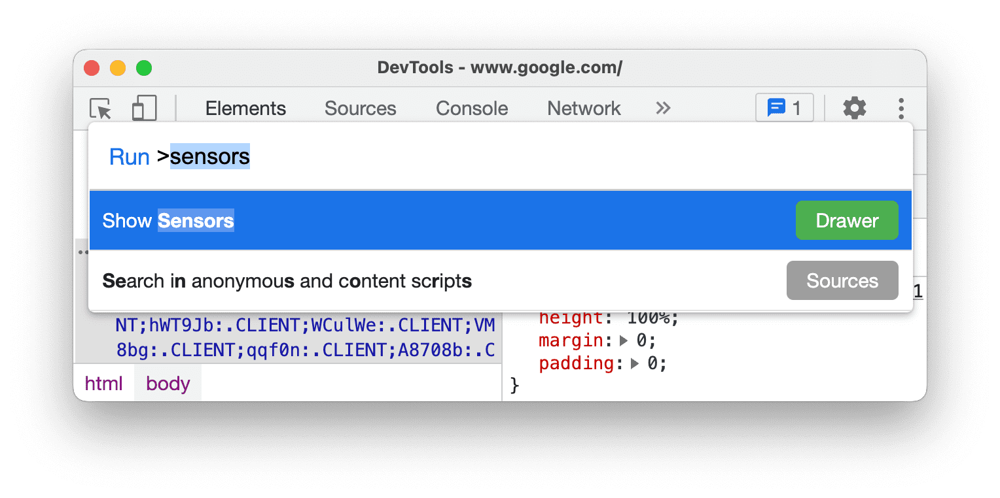 DevTools - www.google.com/
Elements Sources Console Network 1
Run >sensors
Show Sensors Drawer
Search in anonymous and content scripts Sources
1
NT;hWT9Jb:.CLIENT;WCulWe:.CLIENT;VM
8bg:.CLIENT;qqf0n:.CLIENT;A8708b:.C
height: 100%;
margin: 0;
padding: 0;
}
html body